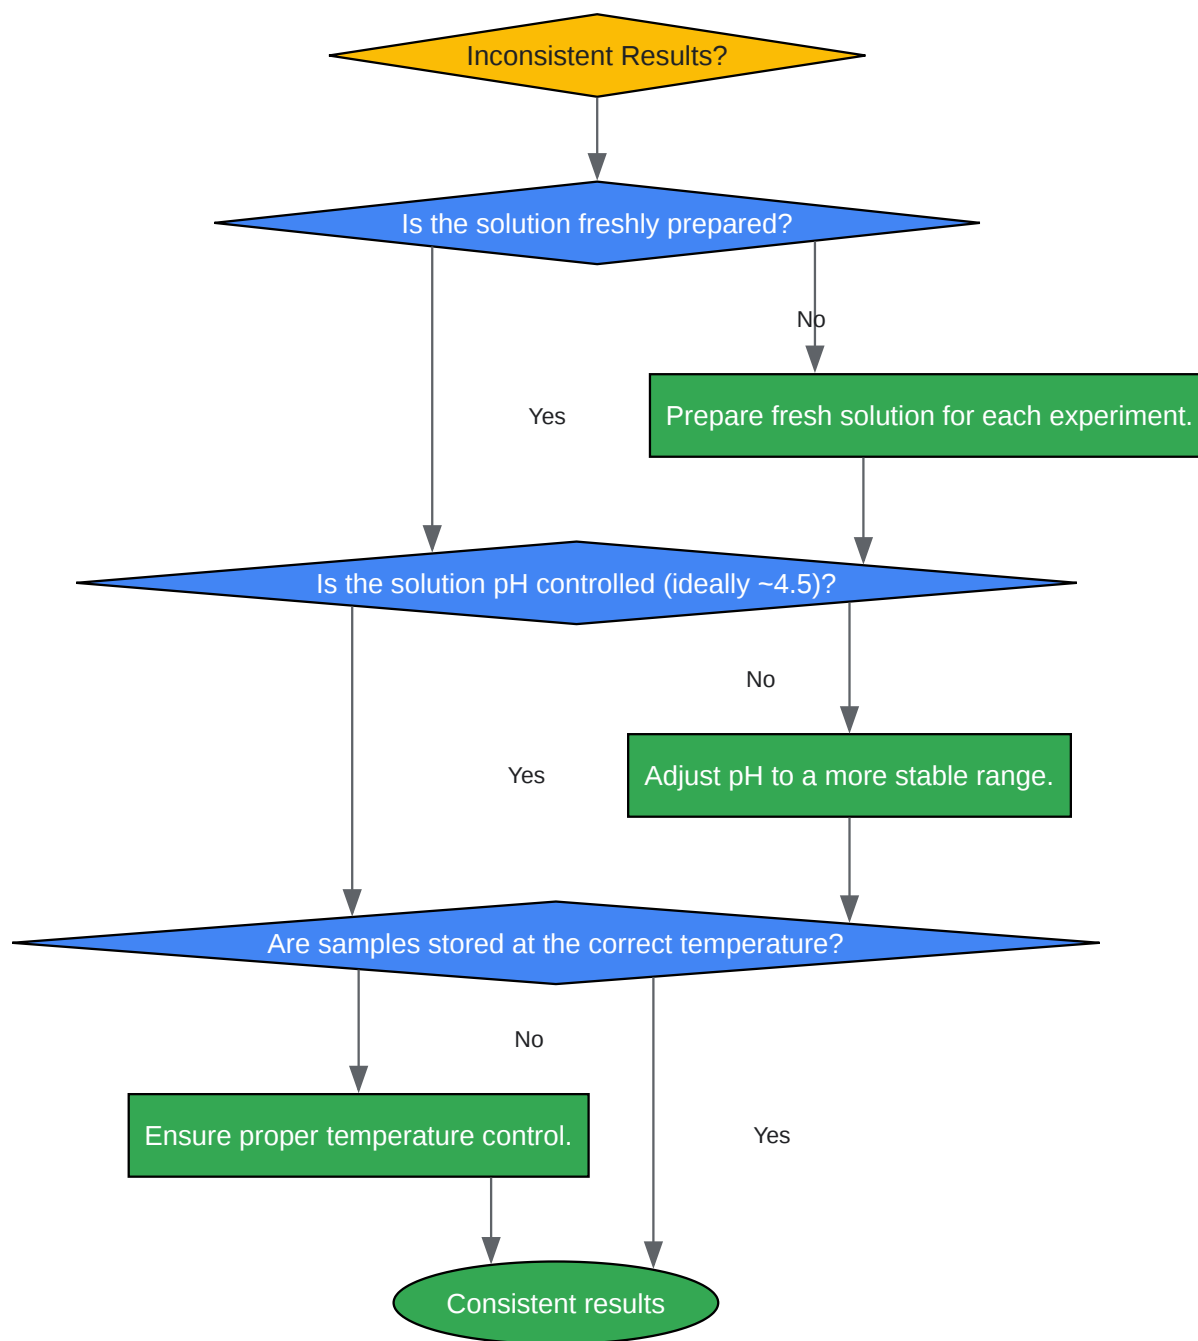 Inconsistent Results?
Is the solution freshly prepared?
No
Yes
Prepare fresh solution for each experiment.
Is the solution pH controlled (ideally ~4.5)?
No
Yes
Adjust pH to a more stable range.
Are samples stored at the correct temperature?
No
Ensure proper temperature control.
Yes
Consistent results